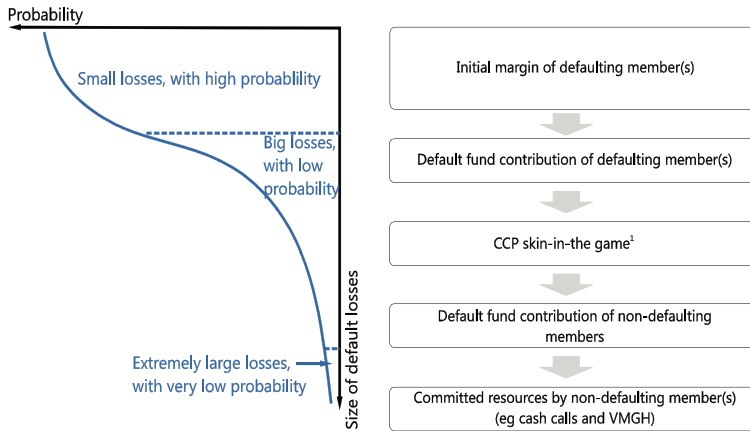 Probability
Small losses, with high probablility
Big losses,
with low
probability
Extremely large losses,
with very low probability
Size of default losses
Initial margin of defaulting member(s)
Default fund contribution of defaulting member(s)
CCP skin-in-the game¹
Default fund contribution of non-defaulting
members
Committed resources by non-defaulting member(s)
(eg cash calls and VMGH)